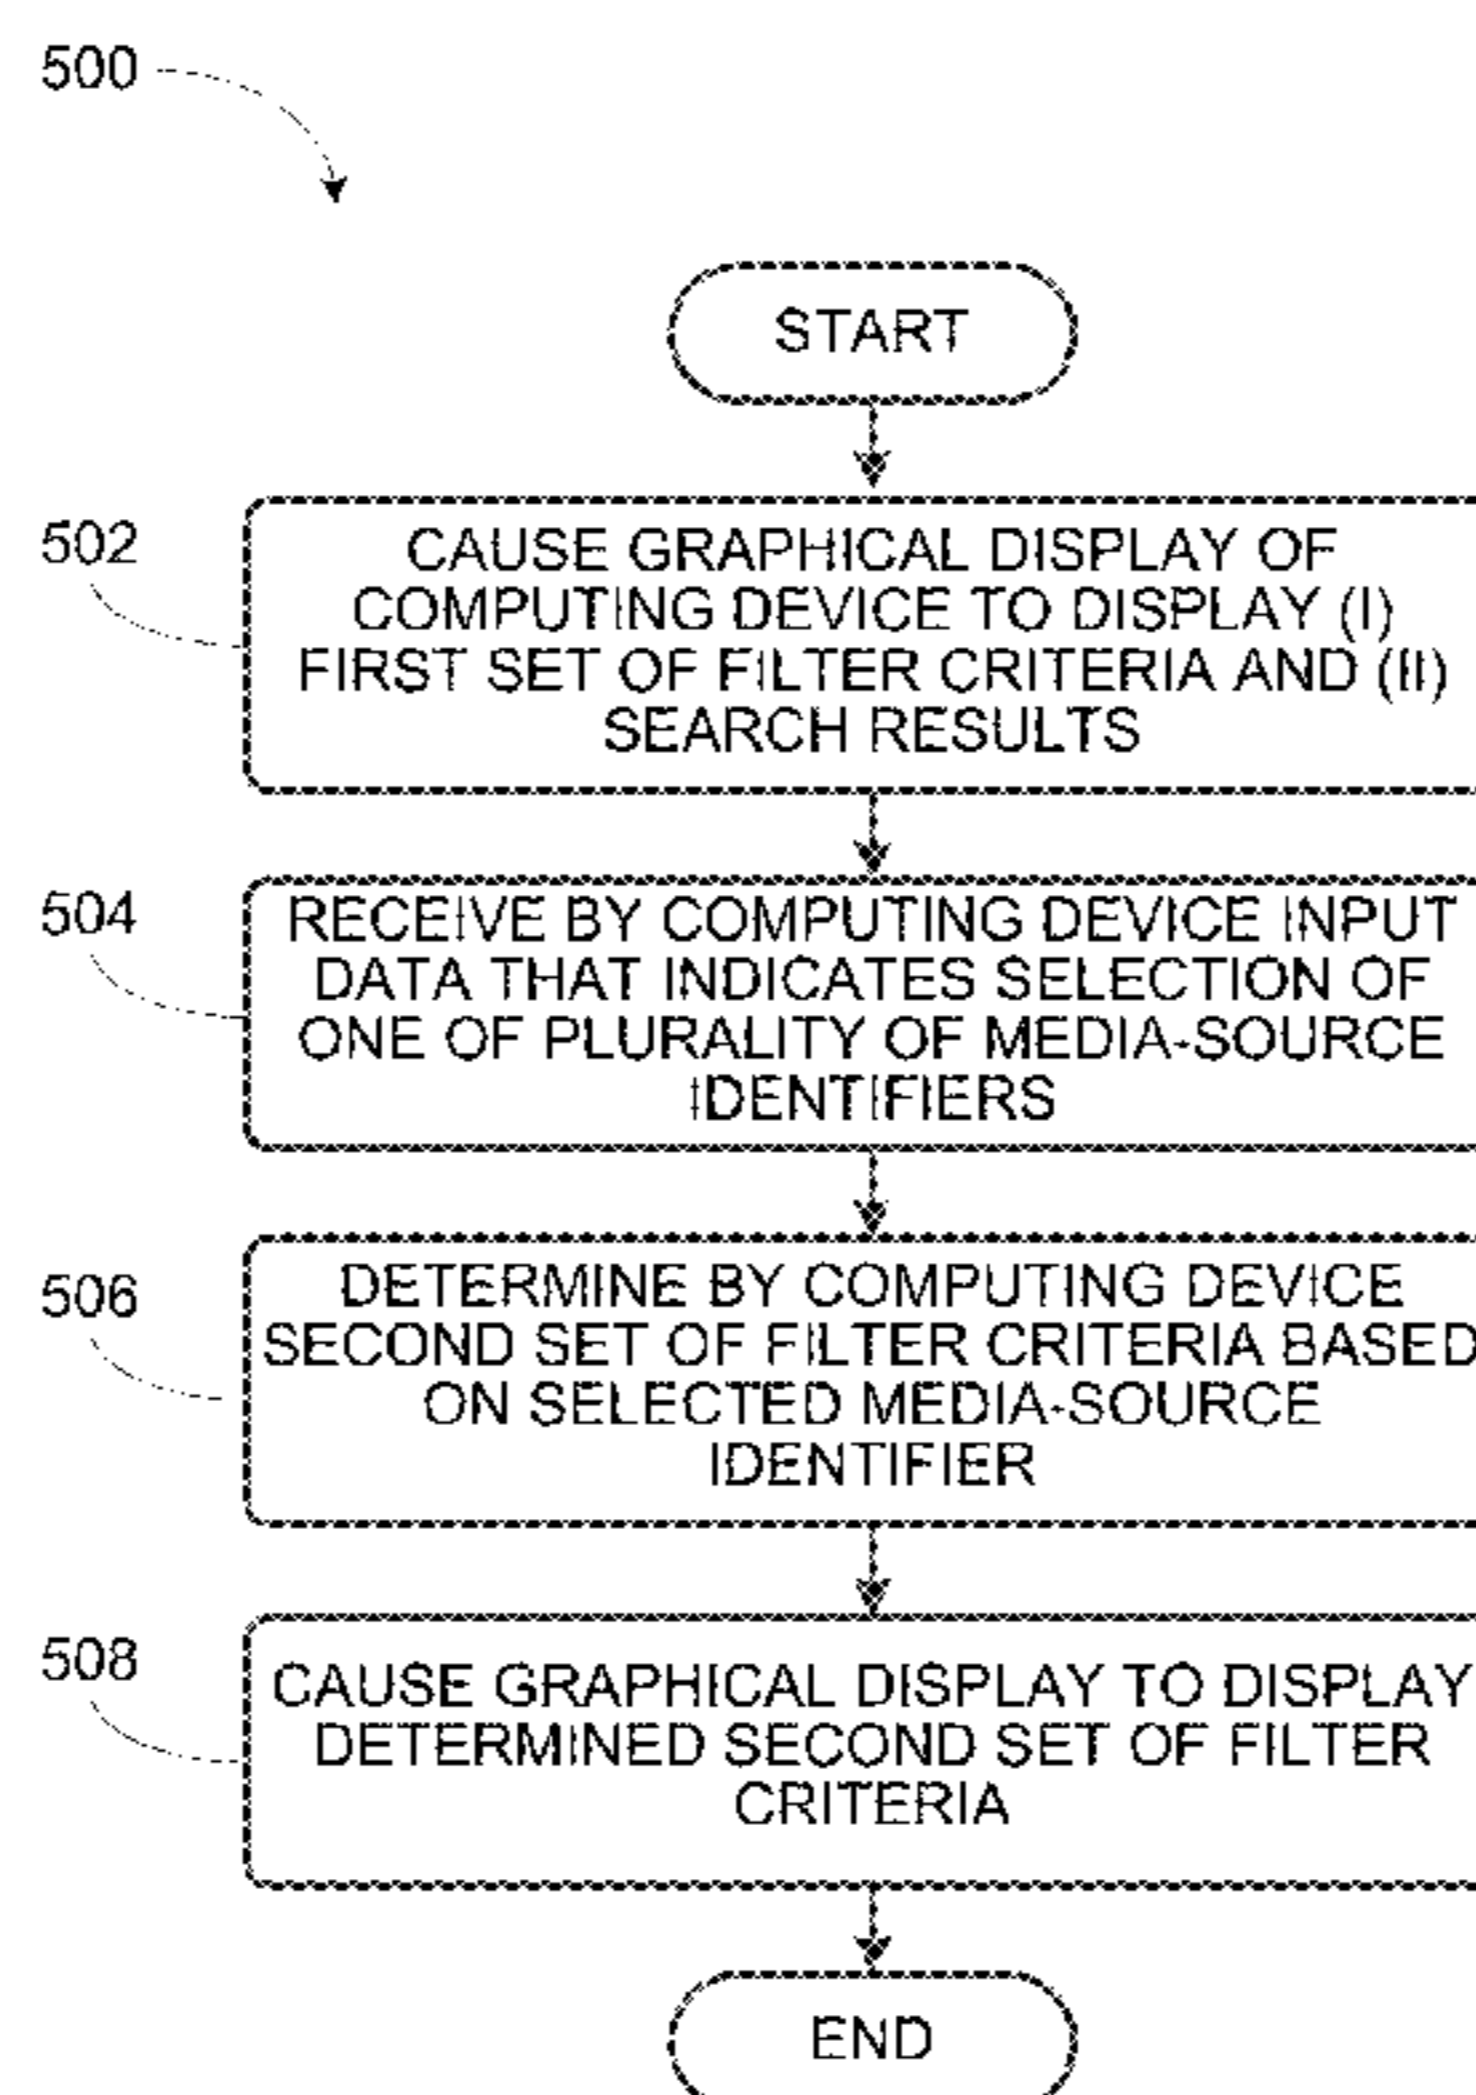 500
START
502
CAUSE GRAPHICAL DISPLAY OF
COMPUTING DEVICE TO DISPLAY (I)
FIRST SET OF FILTER CRITERIA AND (II)
SEARCH RESULTS
504
RECEIVE BY COMPUTING DEVICE INPUT
DATA THAT INDICATES SELECTION OF
ONE OF PLURALITY OF MEDIA-SOURCE
IDENTIFIERS
506
DETERMINE BY COMPUTING DEVICE
SECOND SET OF FILTER CRITERIA BASED
ON SELECTED MEDIA-SOURCE
IDENTIFIER
508
CAUSE GRAPHICAL DISPLAY TO DISPLAY
DETERMINED SECOND SET OF FILTER
CRITERIA
END